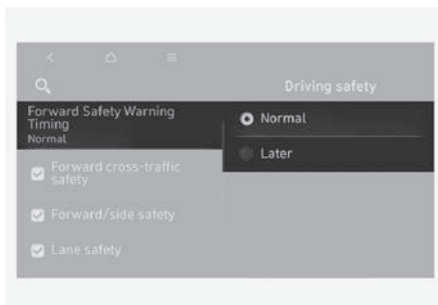 Driving safety
Forward Safety Warning
Timing
Normal
Forward cross-traffic
safety
Forward/side safety
Lane safety
Normal
Later